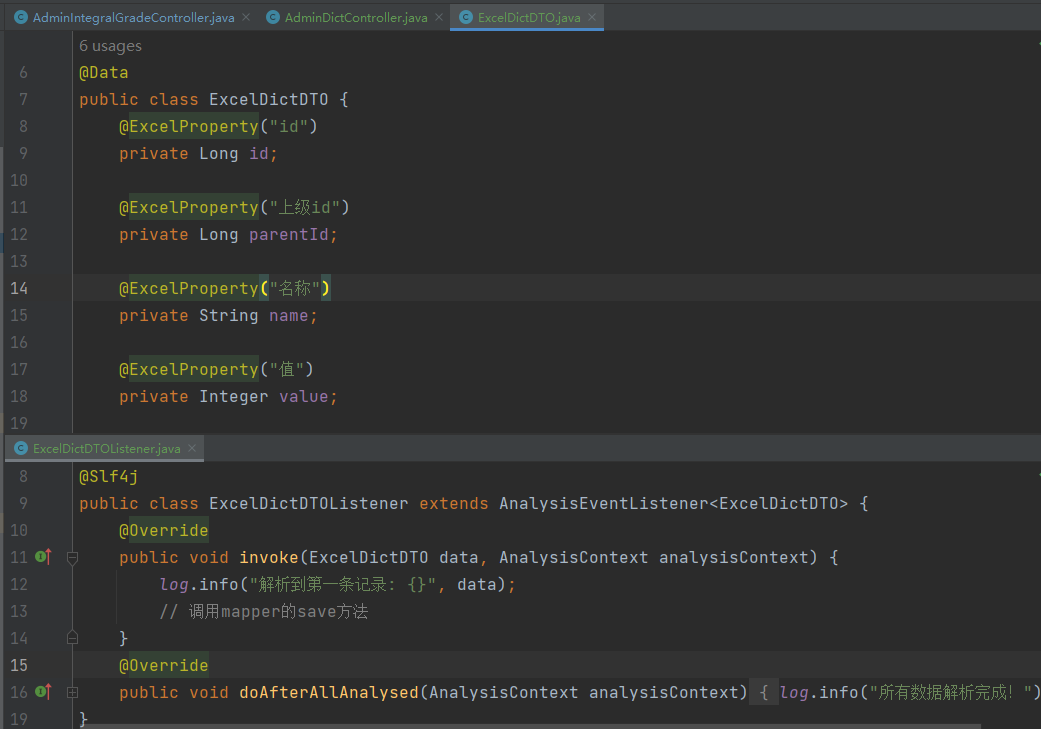 AdminIntegralGradeController.java AdminDictController.java ExcelDictDTO.java
6 usages
6 @Data
7 public class ExcelDictDTO {
8 @ExcelProperty("id")
9 private Long id;
10
11 @ExcelProperty("上级id")
12 private Long parentId;
13
14 @ExcelProperty("名称")
15 private String name;
16
17 @ExcelProperty("值")
18 private Integer value;
19
ExcelDictDTOListener.java
8 @Slf4j
9 public class ExcelDictDTOListener extends AnalysisEventListener<ExcelDictDTO> {
10 @Override
11 public void invoke(ExcelDictDTO data, AnalysisContext analysisContext) {
12 log.info("解析到第一条记录: {}", data);
13 // 调用mapper的save方法
14 }
15 @Override
16 public void doAfterAllAnalysed(AnalysisContext analysisContext) { log.info("所有数据解析完成！")
19 }